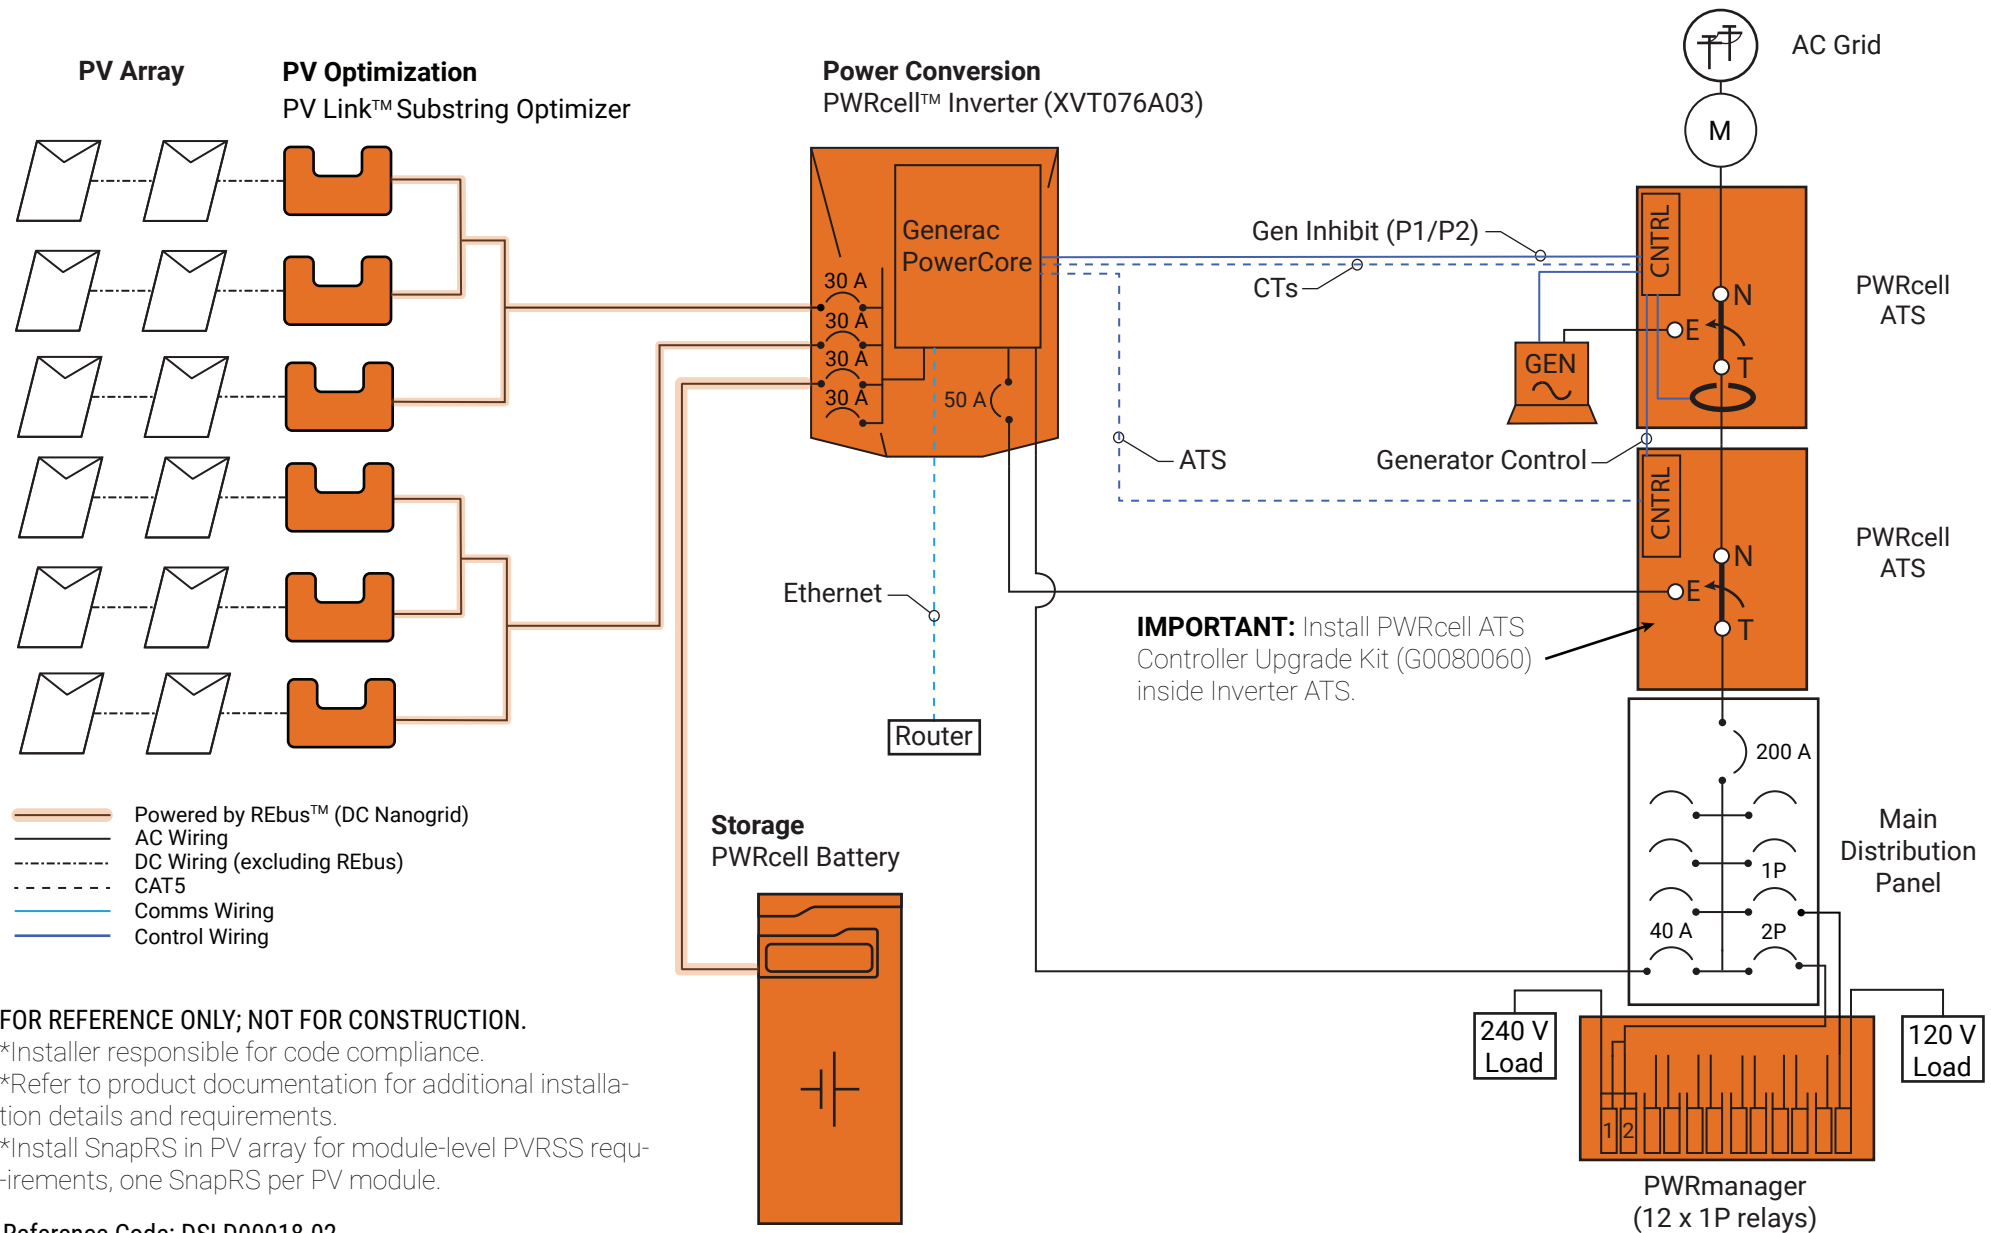 PV Array
PV Optimization
PV Link™ Substring Optimizer
Power Conversion
PWRcell™ Inverter (XVT076A03)
AC Grid
M
Generac
PowerCore
30 A
30 A
30 A
30 A
50 A
Gen Inhibit (P1/P2)
CTs
CNTRL
N
E
T
PWRcell
ATS
GEN
ATS
Generator Control
CNTRL
N
E
T
PWRcell
ATS
Ethernet
IMPORTANT: Install PWRcell ATS
Controller Upgrade Kit (G0080060)
inside Inverter ATS.
Router
200 A
1P
40 A
2P
Main
Distribution
Panel
Powered by REbus™ (DC Nanogrid)
AC Wiring
DC Wiring (excluding REbus)
CAT5
Comms Wiring
Control Wiring
Storage
PWRcell Battery
240 V
Load
120 V
Load
1
2
PWRmanager
(12 x 1P relays)
FOR REFERENCE ONLY; NOT FOR CONSTRUCTION.
*Installer responsible for code compliance.
*Refer to product documentation for additional installa-
tion details and requirements.
*Install SnapRS in PV array for module-level PVRSS requ-
-irements, one SnapRS per PV module.
Reference Code: DSLD00018.02